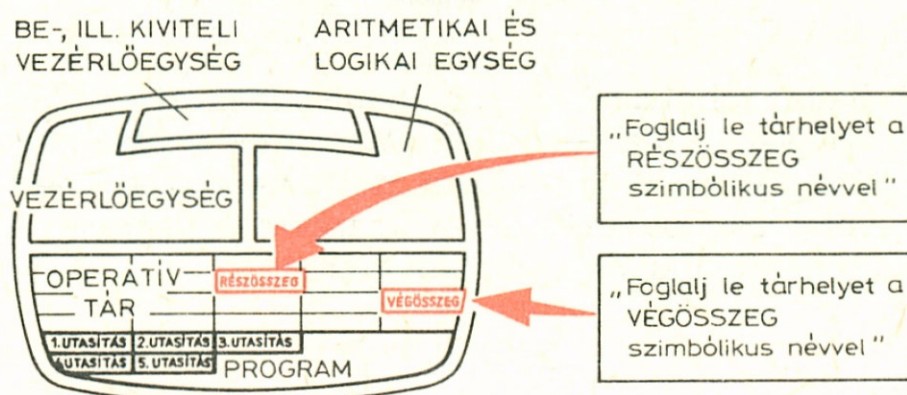 BE-, ILL. KIVITELI
VEZÉRLŐEGYSÉG
ARITMETIKAI ÉS
LOGIKAI EGYSÉG
VEZÉRLŐEGYSÉG
OPERATÍV
TÁR
RÉSZÖSSZEG
VÉGÖSSZEG
1. UTASÍTÁS 2. UTASÍTÁS 3. UTASÍTÁS
4. UTASÍTÁS 5. UTASÍTÁS
PROGRAM
„Foglalj le tárhelyet a
RÉSZÖSSZEG
szimbólikus névvel"
„Foglalj le tárhelyet a
VÉGÖSSZEG
szimbólikus névvel"